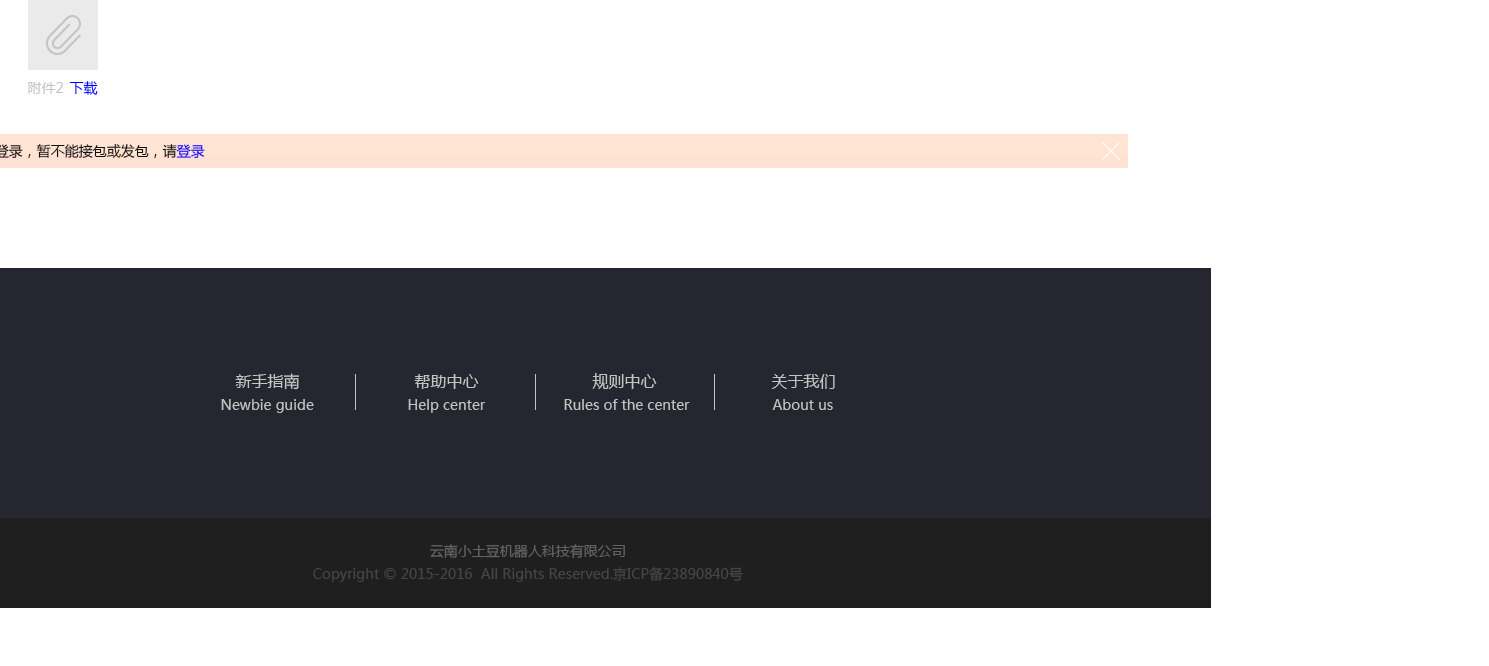 附件2 下载
登录，暂不能接包或发包，请登录
新手指南 帮助中心 规则中心 关于我们
Newbie guide Help center Rules of the center About us
云南小土豆机器人科技有限公司
Copyright © 2015-2016 All Rights Reserved.京ICP备23890840号